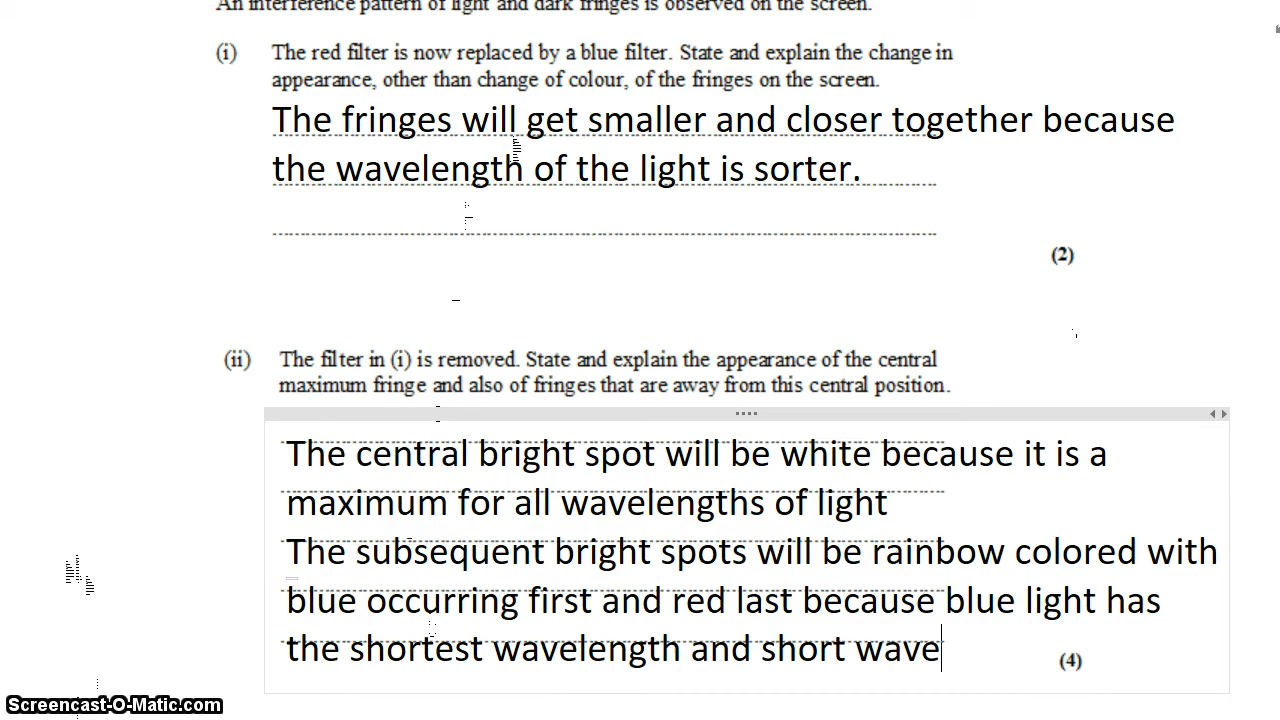 An interference pattern of light and dark fringes is observed on the screen.
(i) The red filter is now replaced by a blue filter. State and explain the change in
appearance, other than change of colour, of the fringes on the screen.
The fringes will get smaller and closer together because
the wavelength of the light is sorter.
(2)
(ii) The filter in (i) is removed. State and explain the appearance of the central
maximum fringe and also of fringes that are away from this central position.
The central bright spot will be white because it is a
maximum for all wavelengths of light
The subsequent bright spots will be rainbow colored with
blue occurring first and red last because blue light has
the shortest wavelength and short wave
(4)
Screencast-O-Matic.com